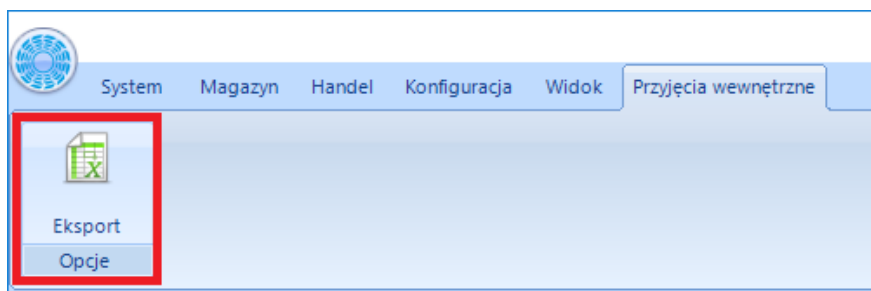 System Magazyn Handel Konfiguracja Widok Przyjęcia wewnętrzne
Eksport
Opcje